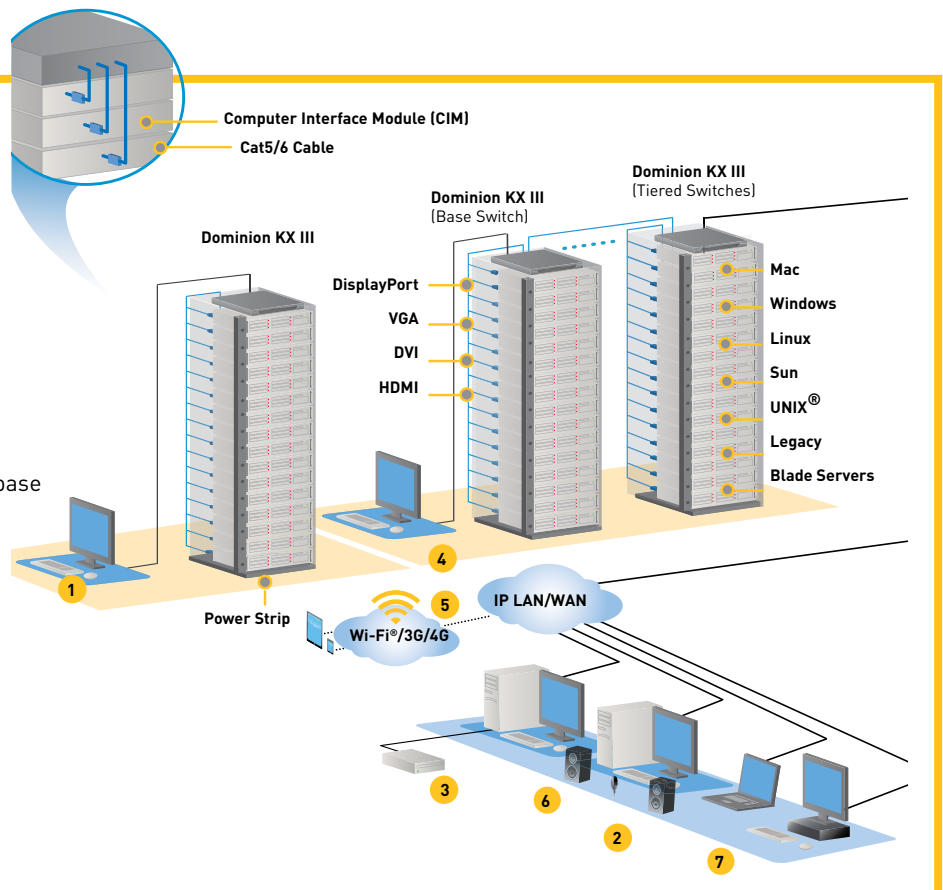 Computer Interface Module (CIM)
Cat5/6 Cable
Dominion KX III
Dominion KX III
(Base Switch)
Dominion KX III
(Tiered Switches)
DisplayPort
VGA
DVI
HDMI
Mac
Windows
Linux
Sun
UNIX®
Legacy
Blade Servers
base
1
4
Power Strip
5
Wi-Fi®/3G/4G
IP LAN/WAN
3
6
2
7